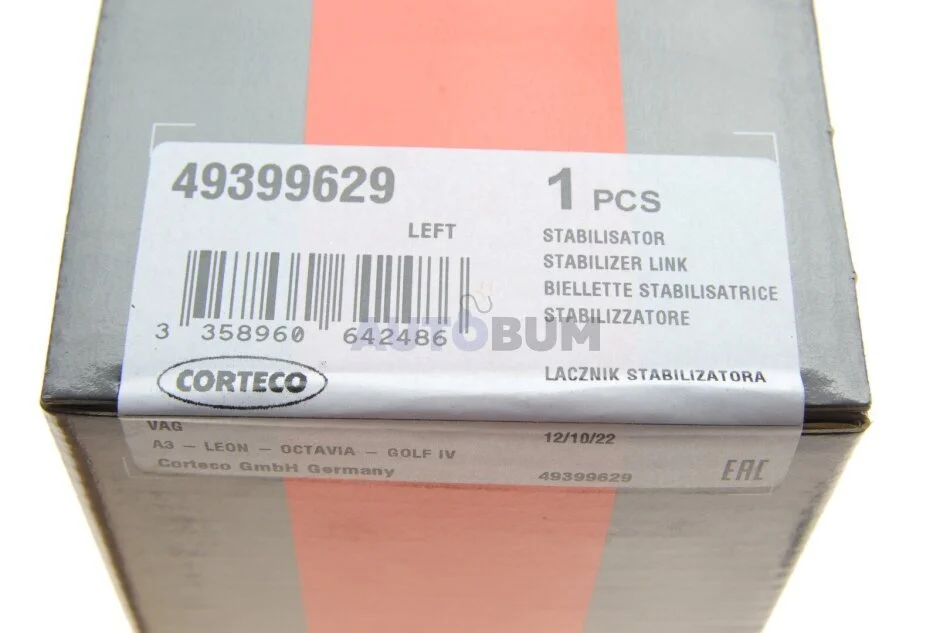 49399629
1 PCS
LEFT
STABILISATOR
STABILIZER LINK
BIELLETTE STABILISATRICE
STABILIZZATORE
3 358960 642486
AUTOBUM
CORTECO
LACZNIK STABILIZATORA
VAG
12/10/22
A3 - LEON - OCTAVIA - GOLF IV
Corteco GmbH Germany
49399629
EAC